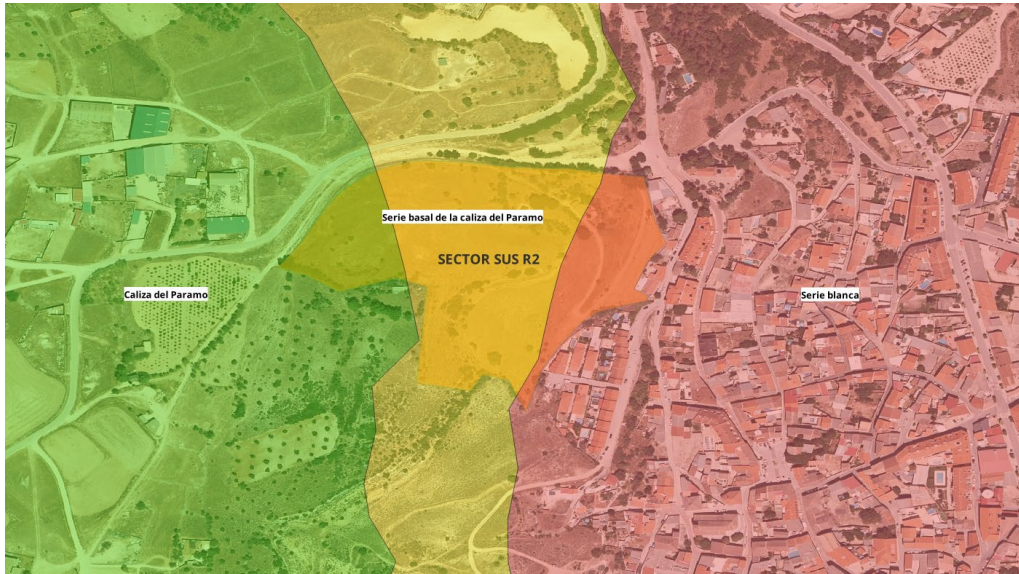 Serie basal de la caliza del Paramo
SECTOR SUS R2
Caliza del Paramo
Serie blanca